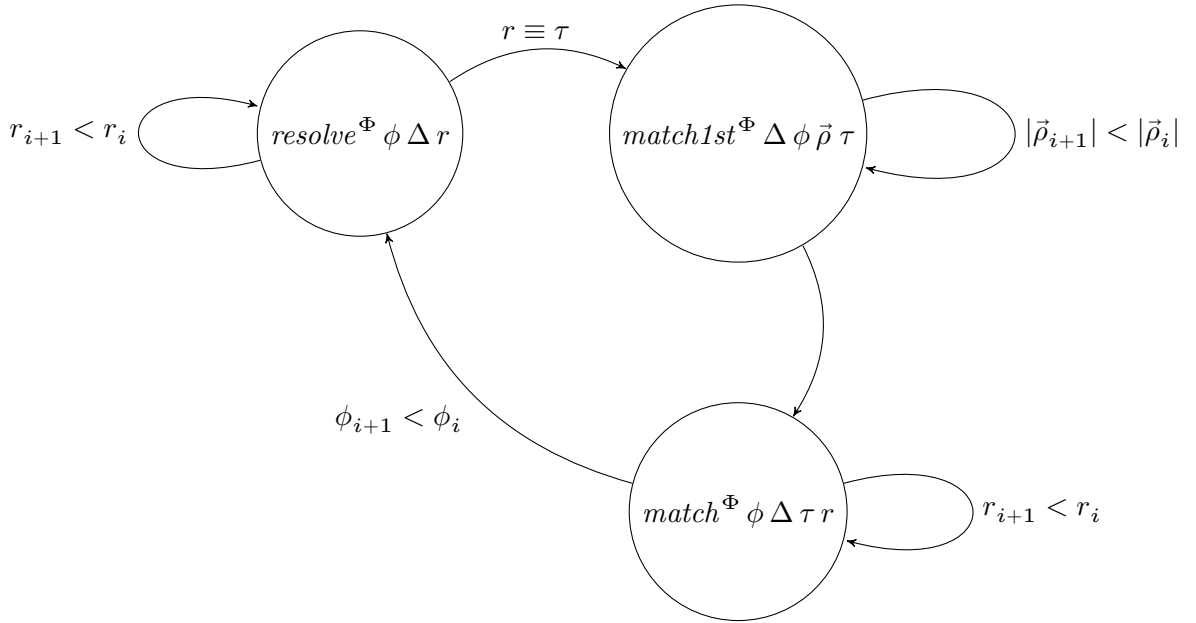 r ≡ τ
r_{i+1} < r_i
resolve^Φ ϕ Δ r
match1st^Φ Δ ϕ ρ⃗ τ
|ρ⃗_{i+1}| < |ρ⃗_i|
ϕ_{i+1} < ϕ_i
match^Φ ϕ Δ τ r
r_{i+1} < r_i